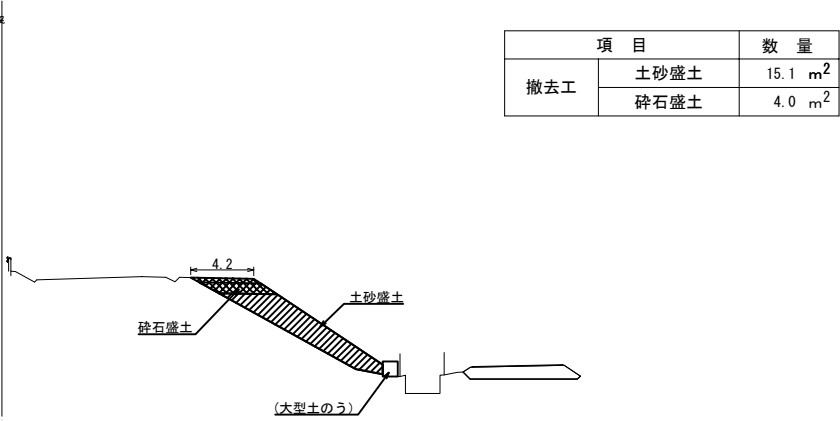 項 目 数 量
撤去工 土砂盛土 15.1 m²
砕石盛土 4.0 m²
4.2
土砂盛土
砕石盛土
(大型土のう)